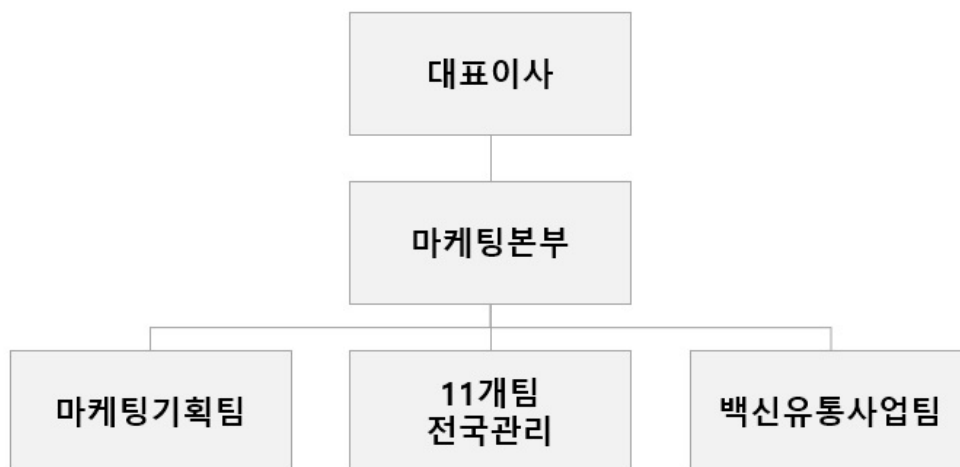 대표이사
마케팅본부
마케팅기획팀
11개팀
전국관리
백신유통사업팀